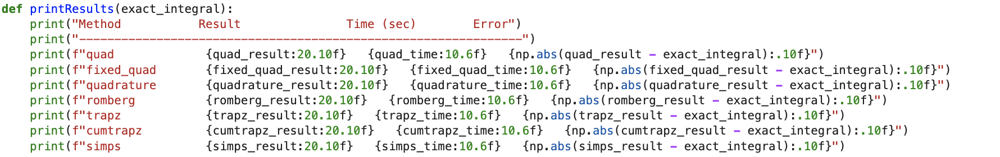 def printResults(exact_integral):
    print("Method           Result               Time (sec)        Error")
    print("---------------------------------------------------------------")
    print(f"quad             {quad_result:20.10f}   {quad_time:10.6f}   {np.abs(quad_result - exact_integral):.10f}")
    print(f"fixed_quad       {fixed_quad_result:20.10f}   {fixed_quad_time:10.6f}   {np.abs(fixed_quad_result - exact_integral):.10f}")
    print(f"quadrature       {quadrature_result:20.10f}   {quadrature_time:10.6f}   {np.abs(quadrature_result - exact_integral):.10f}")
    print(f"romberg          {romberg_result:20.10f}   {romberg_time:10.6f}   {np.abs(romberg_result - exact_integral):.10f}")
    print(f"trapz            {trapz_result:20.10f}   {trapz_time:10.6f}   {np.abs(trapz_result - exact_integral):.10f}")
    print(f"cumtrapz         {cumtrapz_result:20.10f}   {cumtrapz_time:10.6f}   {np.abs(cumtrapz_result - exact_integral):.10f}")
    print(f"simps            {simps_result:20.10f}   {simps_time:10.6f}   {np.abs(simps_result - exact_integral):.10f}")